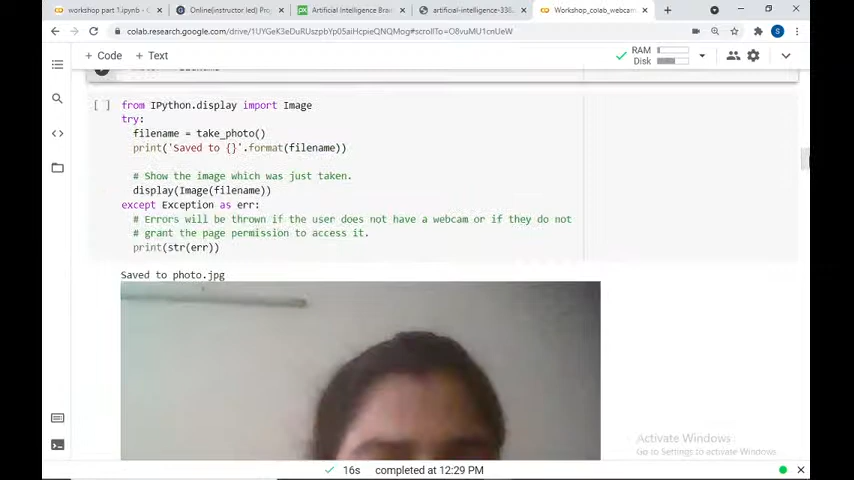 workshop part 1.ipynb - C
Online(instructor led) Pro
Artificial Intelligence Brai
artificial-intelligence-338
Workshop_colab_webcam
colab.research.google.com/drive/1UYGeK3eDuRUszpbYp05aiHcpieQNQMog#scrollTo=O8vuMU1cnUeW
S
+ Code + Text
RAM
Disk
[ ] from IPython.display import Image
try:
filename = take_photo()
print('Saved to {}'.format(filename))
# Show the image which was just taken.
display(Image(filename))
except Exception as err:
# Errors will be thrown if the user does not have a webcam or if they do not
# grant the page permission to access it.
print(str(err))
Saved to photo.jpg
Activate Windows
Go to Settings to activate Windows.
16s completed at 12:29 PM